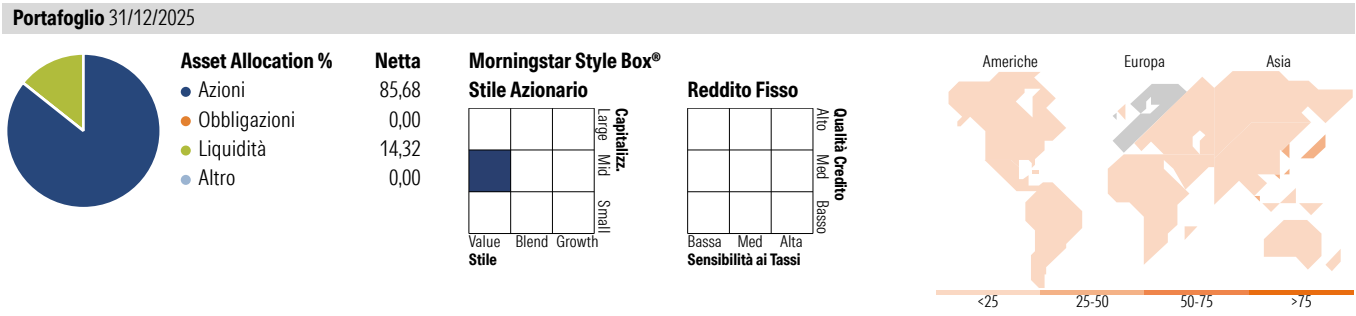 Portafoglio 31/12/2025
Asset Allocation % Netta
Azioni 85,68
Obbligazioni 0,00
Liquidità 14,32
Altro 0,00
Morningstar Style Box®
Stile Azionario
Large
Mid
Small
Capitalizz.
Value Blend Growth
Stile
Reddito Fisso
Alto
Med
Basso
Qualità Credito
Bassa Med Alta
Sensibilità ai Tassi
Americhe Europa Asia
<25 25-50 50-75 >75